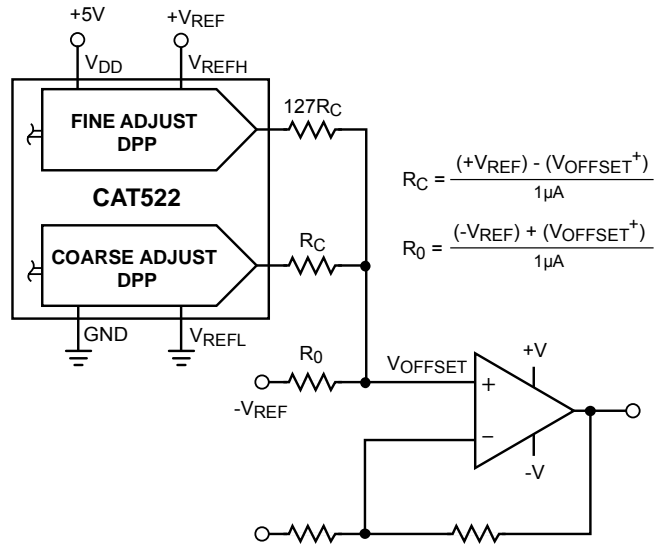 +5V
+VREF
VDD
VREFH
FINE ADJUST
DPP
127RC
CAT522
RC = (+VREF) - (VOFFSET+)
1µA
COARSE ADJUST
DPP
RC
R0 = (-VREF) + (VOFFSET+)
1µA
GND
VREFL
R0
-VREF
VOFFSET
+V
+
−
-V